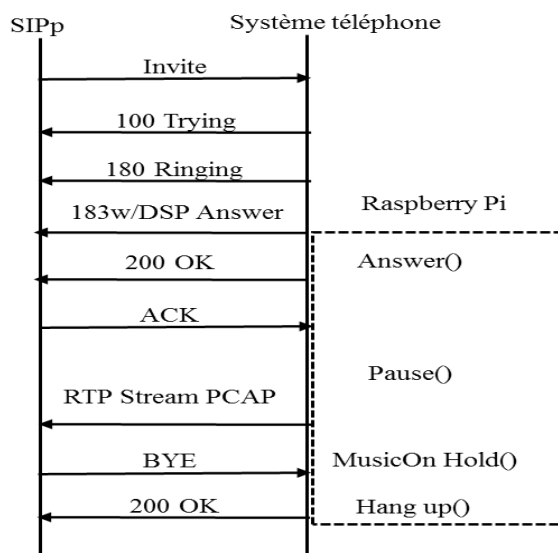 SIPp
Système téléphone
Invite
100 Trying
180 Ringing
183w/DSP Answer
Raspberry Pi
200 OK
Answer()
ACK
Pause()
RTP Stream PCAP
BYE
MusicOn Hold()
200 OK
Hang up()